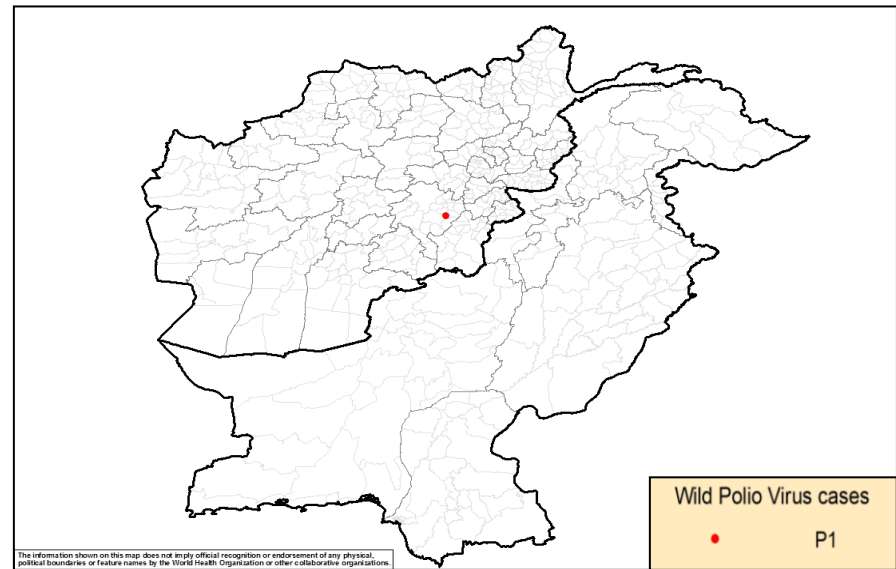 Wild Polio Virus cases
P1
The information shown on this map does not imply official recognition or endorsement of any physical,
political boundaries or feature names by the World Health Organization or other collaborative organizations.